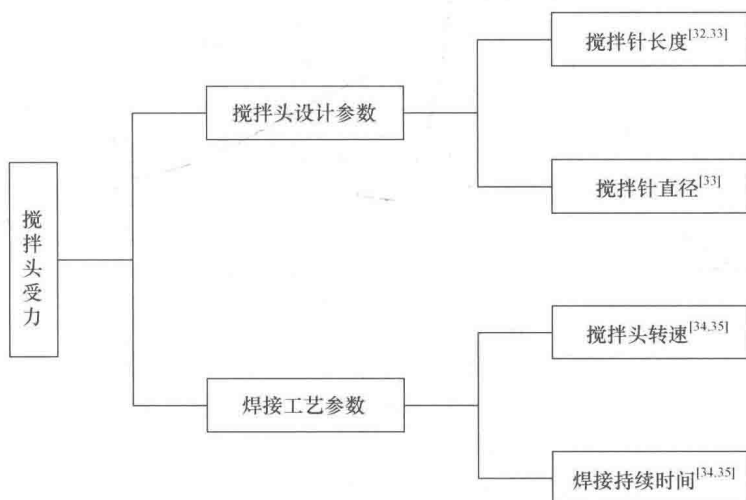 搅拌针长度[32.33]
搅拌头设计参数
搅拌针直径[33]
搅拌头受力
搅拌头转速[34.35]
焊接工艺参数
焊接持续时间[34.35]